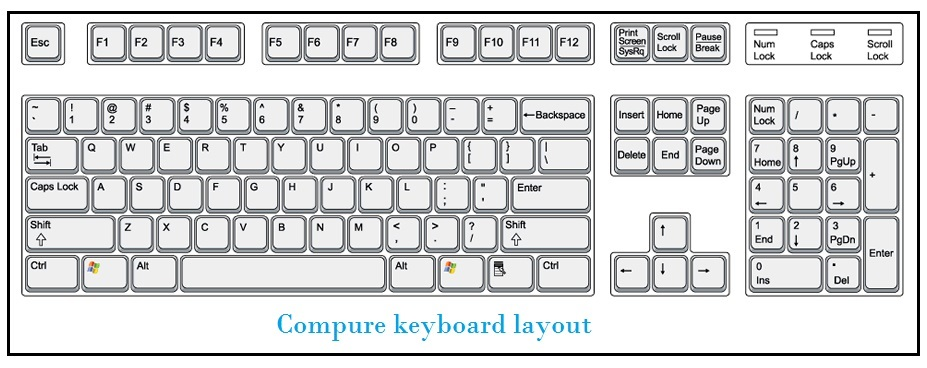 Esc F1 F2 F3 F4 F5 F6 F7 F8 F9 F10 F11 F12 Print Screen SysRq Scroll Lock Pause Break Num Lock Caps Lock Scroll Lock
~ ` ! 1 @ 2 # 3 $ 4 % 5 ^ 6 & 7 * 8 ( 9 ) 0 _ - + = ←Backspace Insert Home Page Up Num Lock / * -
Tab Q W E R T Y U I O P { [ } ] | \ Delete End Page Down 7 Home 8 ↑ 9 PgUp +
Caps Lock A S D F G H J K L : ; " ' Enter 4 ← 5 6 →
Shift ⇧ Z X C V B N M < , > . ? / Shift ⇧ ↑ 1 End 2 ↓ 3 PgDn Enter
Ctrl Alt Alt Ctrl ← ↓ → 0 Ins . Del
Compure keyboard layout